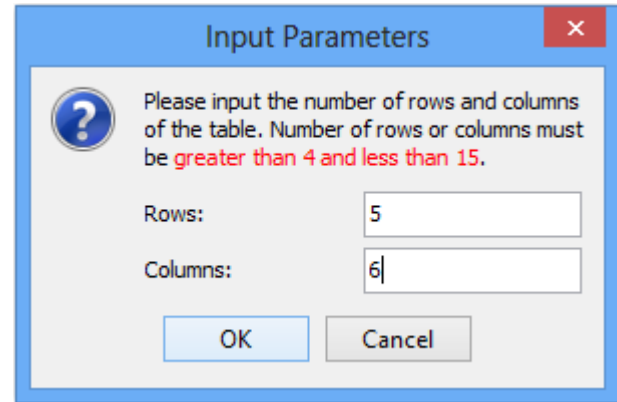 Input Parameters
Please input the number of rows and columns
of the table. Number of rows or columns must
be greater than 4 and less than 15.
Rows: 5
Columns: 6
OK Cancel